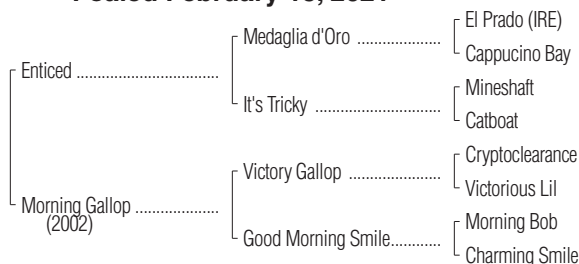 Foaled February 2021
El Prado (IRE)
Medaglia d'Oro ....................
Cappucino Bay
Enticed ..................................
Mineshaft
It's Tricky ..........................
Catboat
Cryptoclearance
Victory Gallop ......................
Victorious Lil
Morning Gallop ....................
(2002)
Morning Bob
Good Morning Smile............
Charming Smile